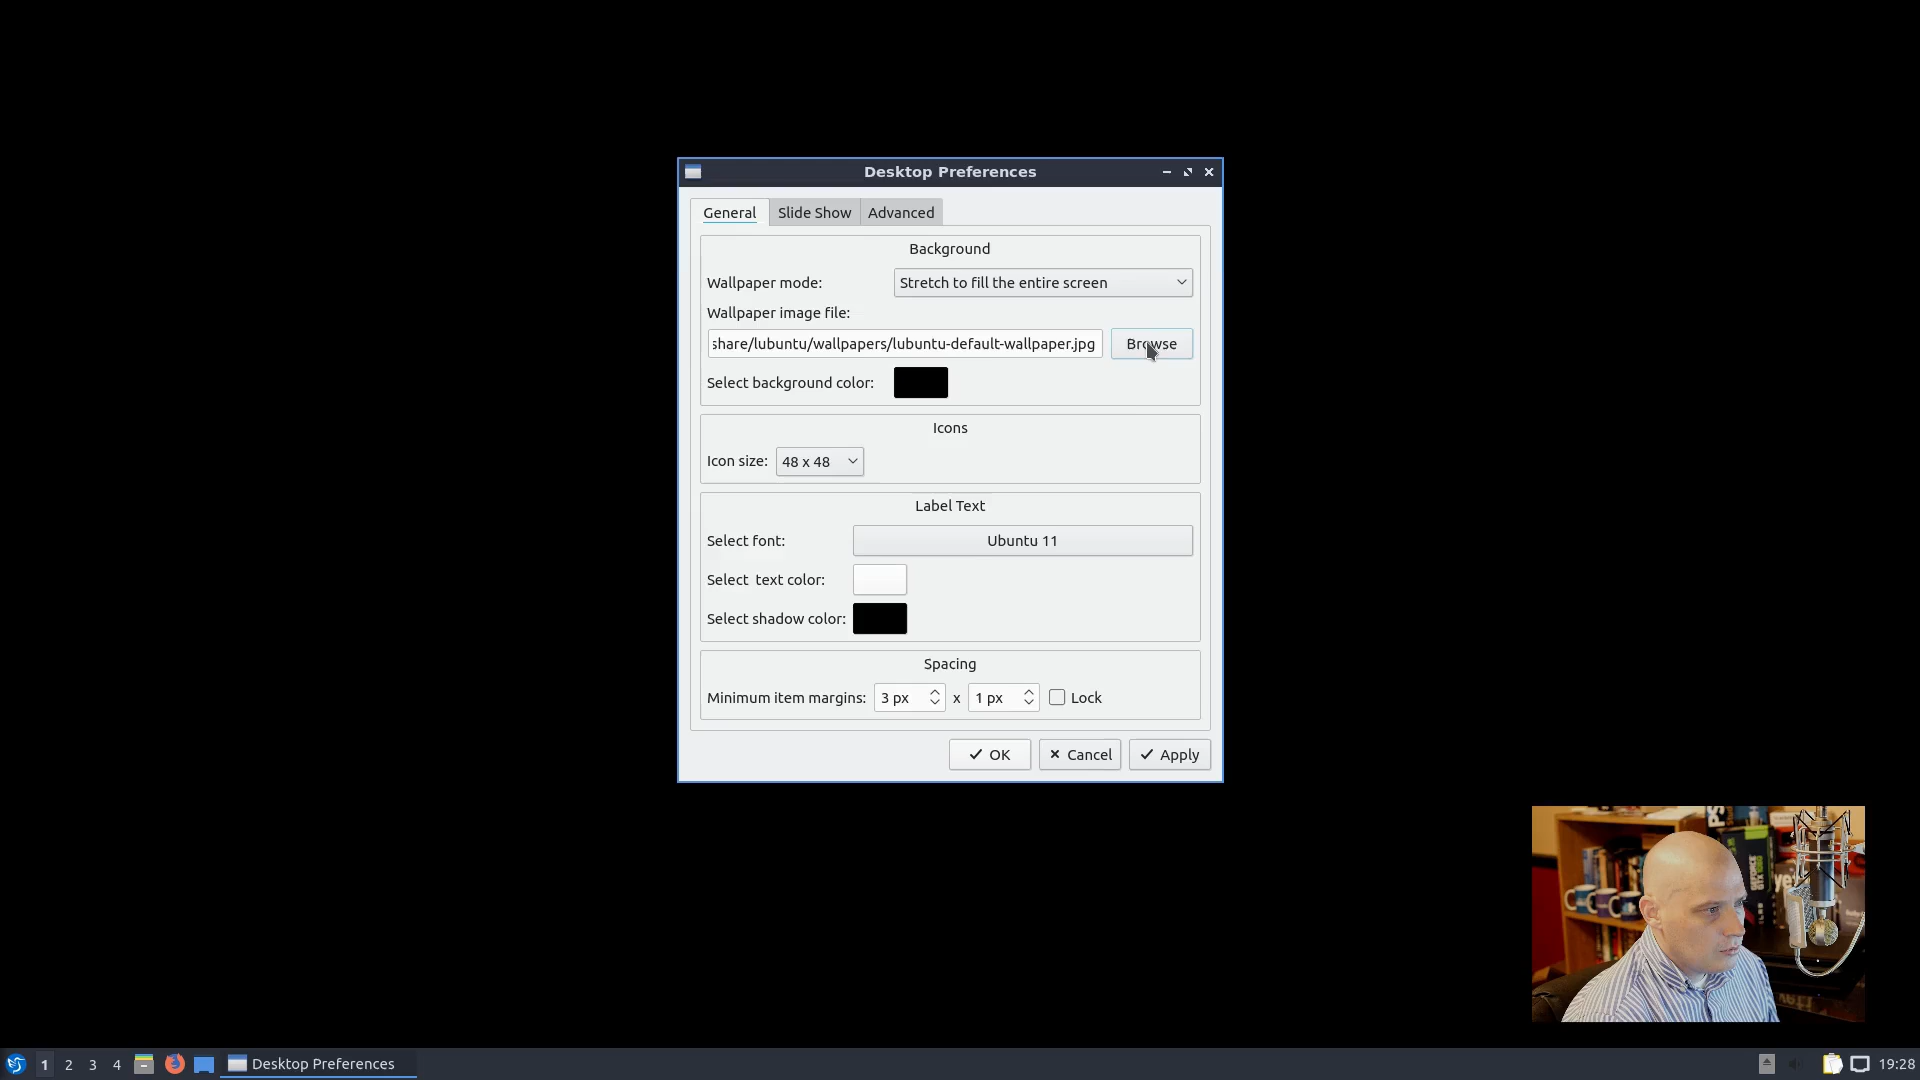 Desktop Preferences
General Slide Show Advanced
Background
Wallpaper mode: Stretch to fill the entire screen
Wallpaper image file:
share/lubuntu/wallpapers/lubuntu-default-wallpaper.jpg Browse
Select background color:
Icons
Icon size: 48 x 48
Label Text
Select font: Ubuntu 11
Select text color:
Select shadow color:
Spacing
Minimum item margins: 3 px x 1 px Lock
OK Cancel Apply
1 2 3 4 Desktop Preferences 19:28